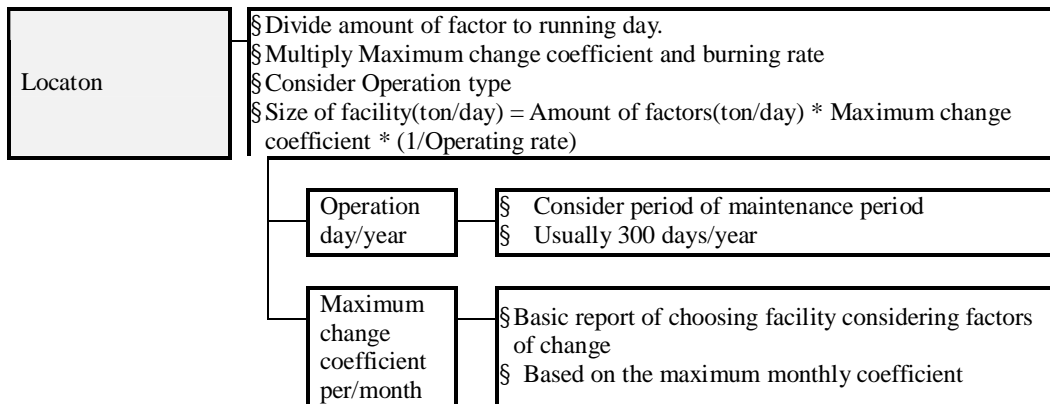 Locaton
§Divide amount of factor to running day.
§Multiply Maximum change coefficient and burning rate
§Consider Operation type
§Size of facility(ton/day) = Amount of factors(ton/day) * Maximum change
coefficient * (1/Operating rate)
Operation
day/year
§ Consider period of maintenance period
§ Usually 300 days/year
Maximum
change
coefficient
per/month
§Basic report of choosing facility considering factors
of change
§ Based on the maximum monthly coefficient